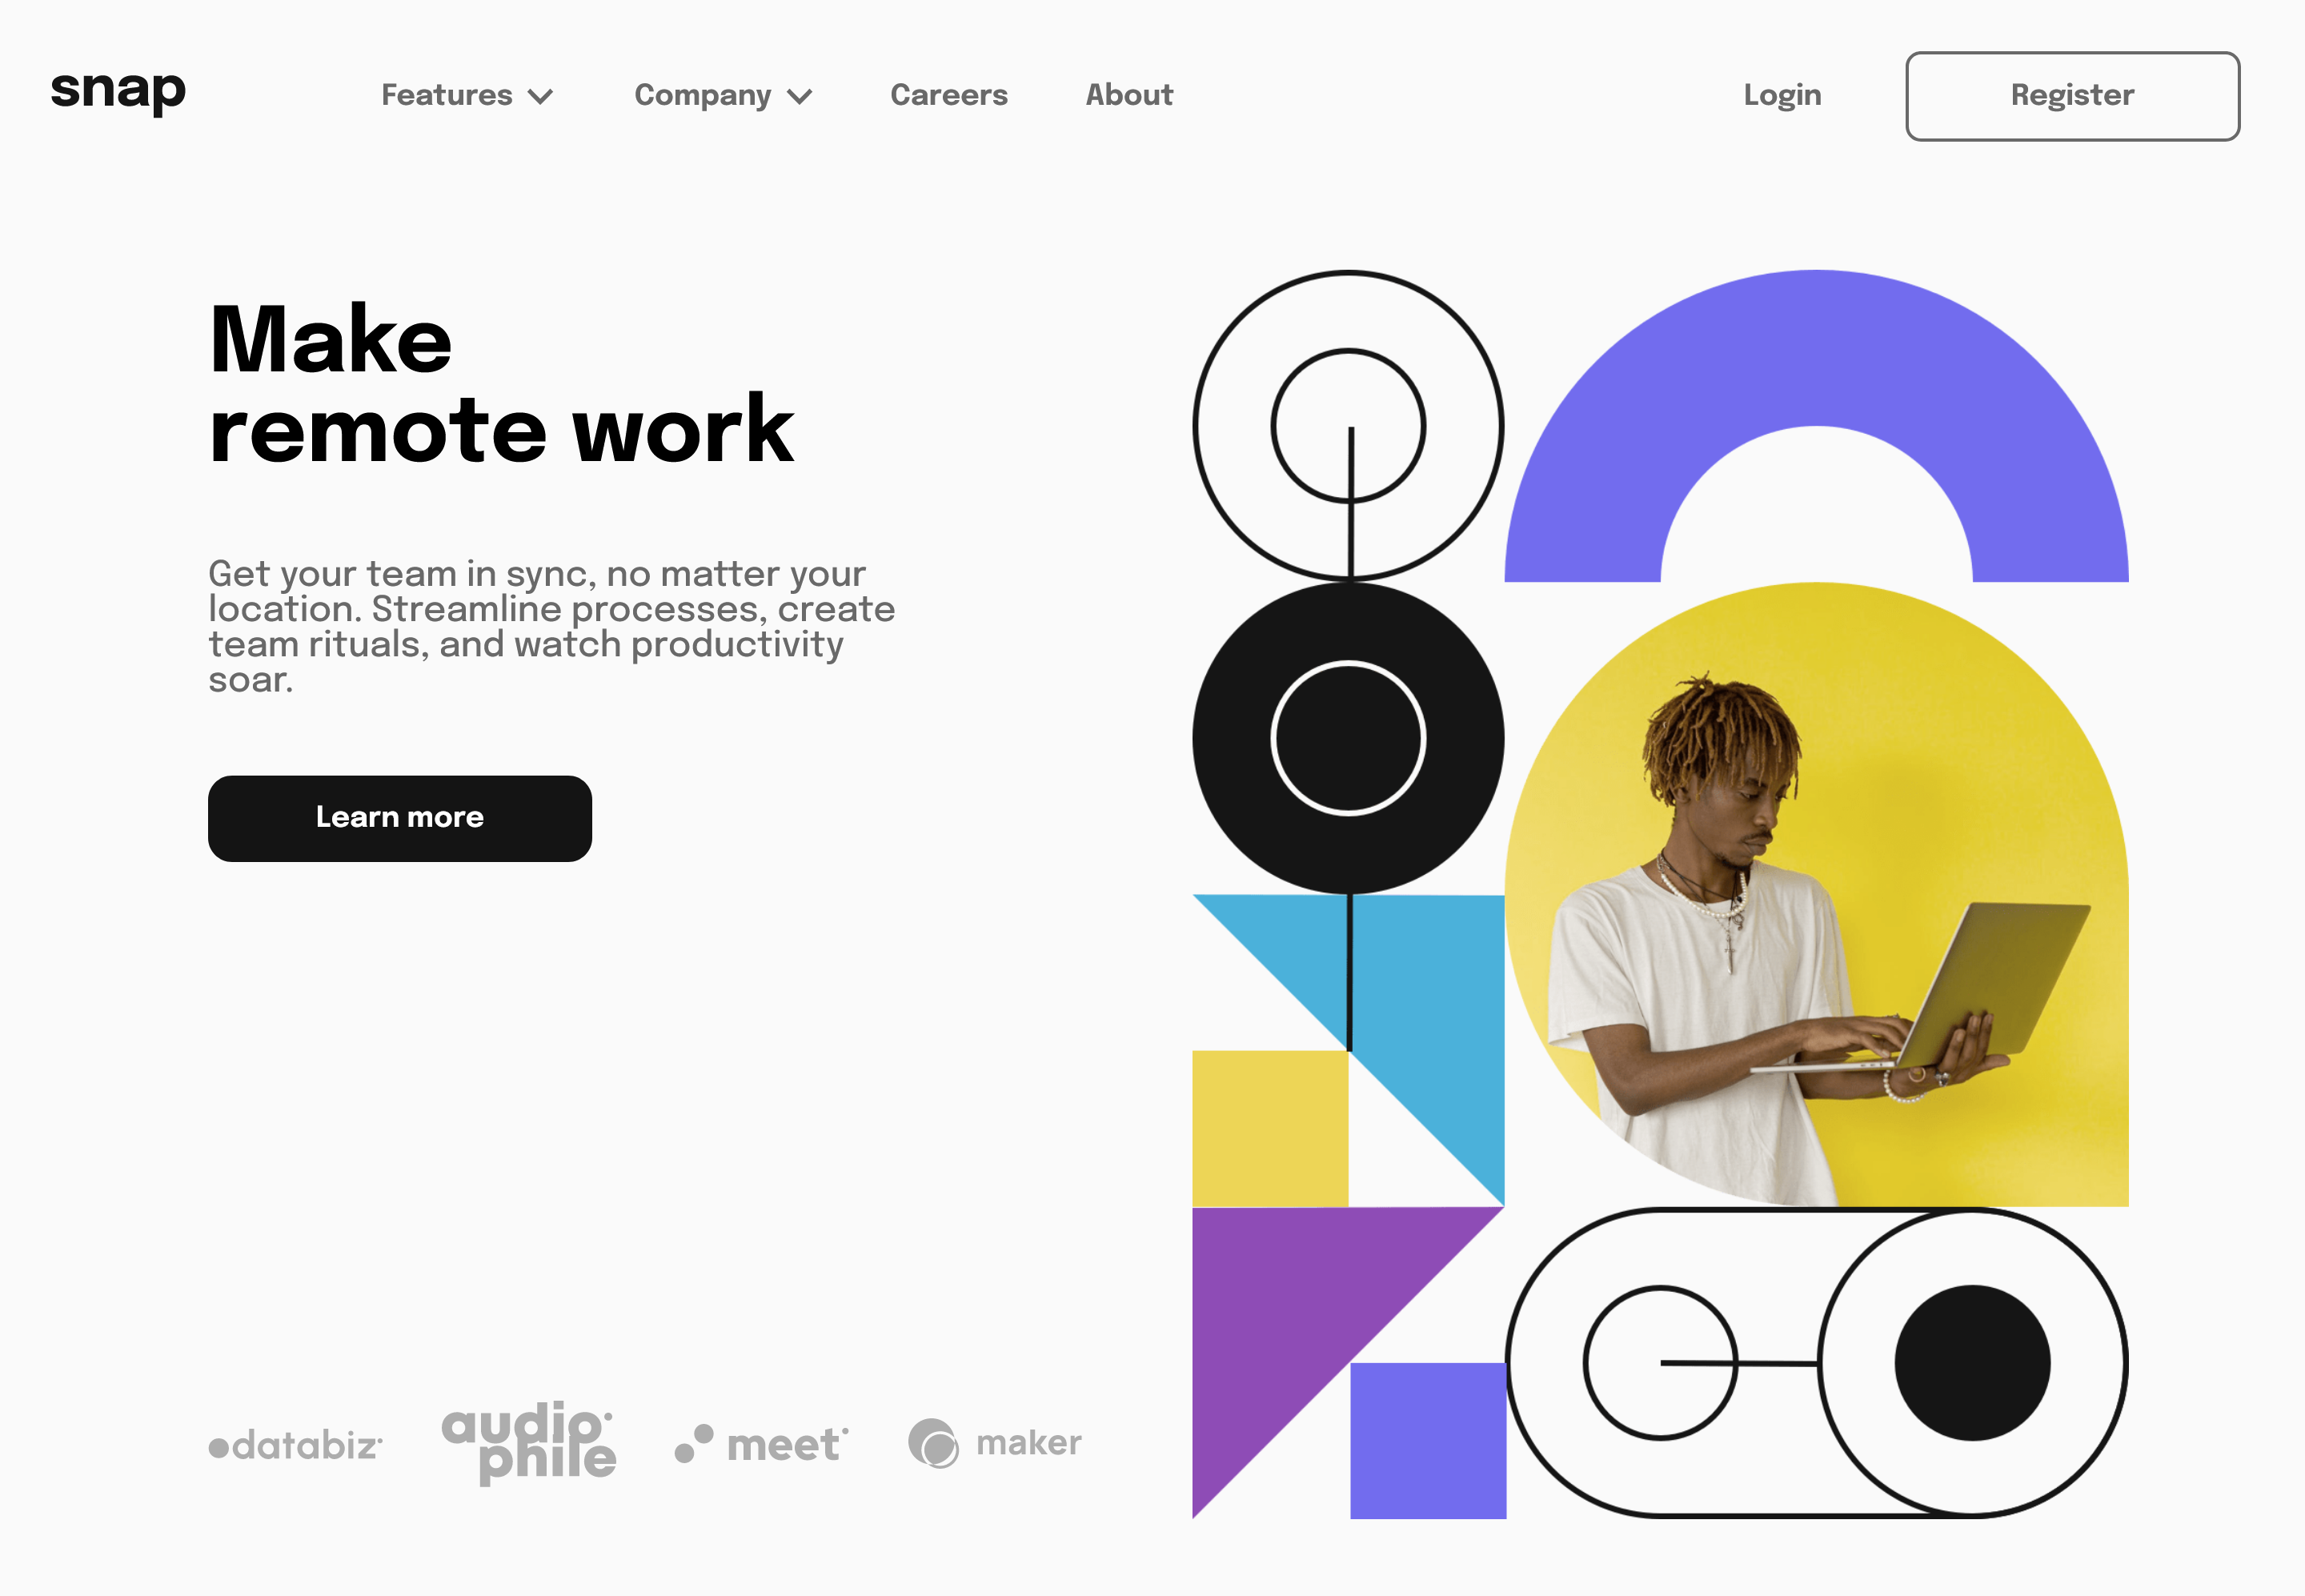 snap
Features
Company
Careers
About
Login
Register
Make
remote work
Get your team in sync, no matter your
location. Streamline processes, create
team rituals, and watch productivity
soar.
Learn more
databiz
audio
phile
meet
maker